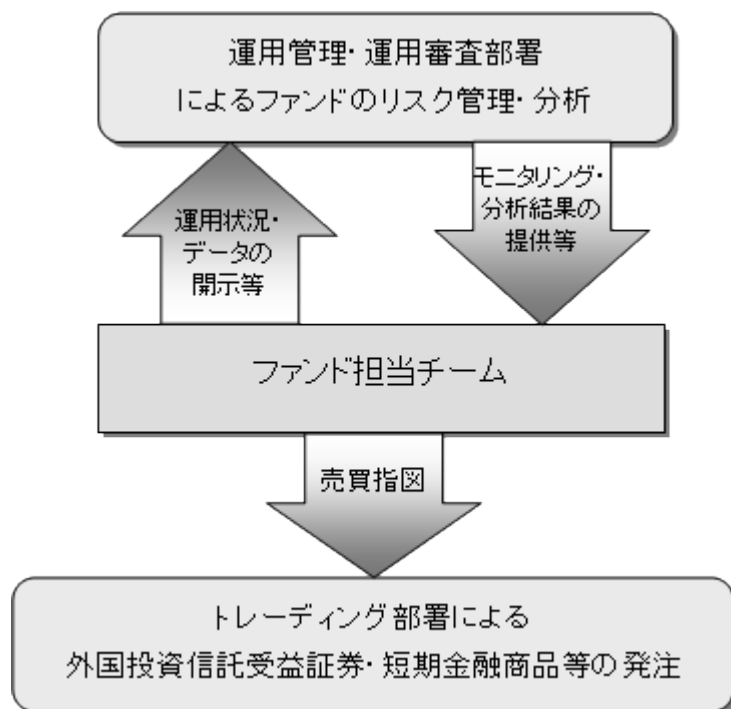 運用管理・運用審査部署
によるファンドのリスク管理・分析
運用状況・
データの
開示等
モニタリング・
分析結果の
提供等
ファンド担当チーム
売買指図
トレーディング部署による
外国投資信託受益証券・短期金融商品等の発注